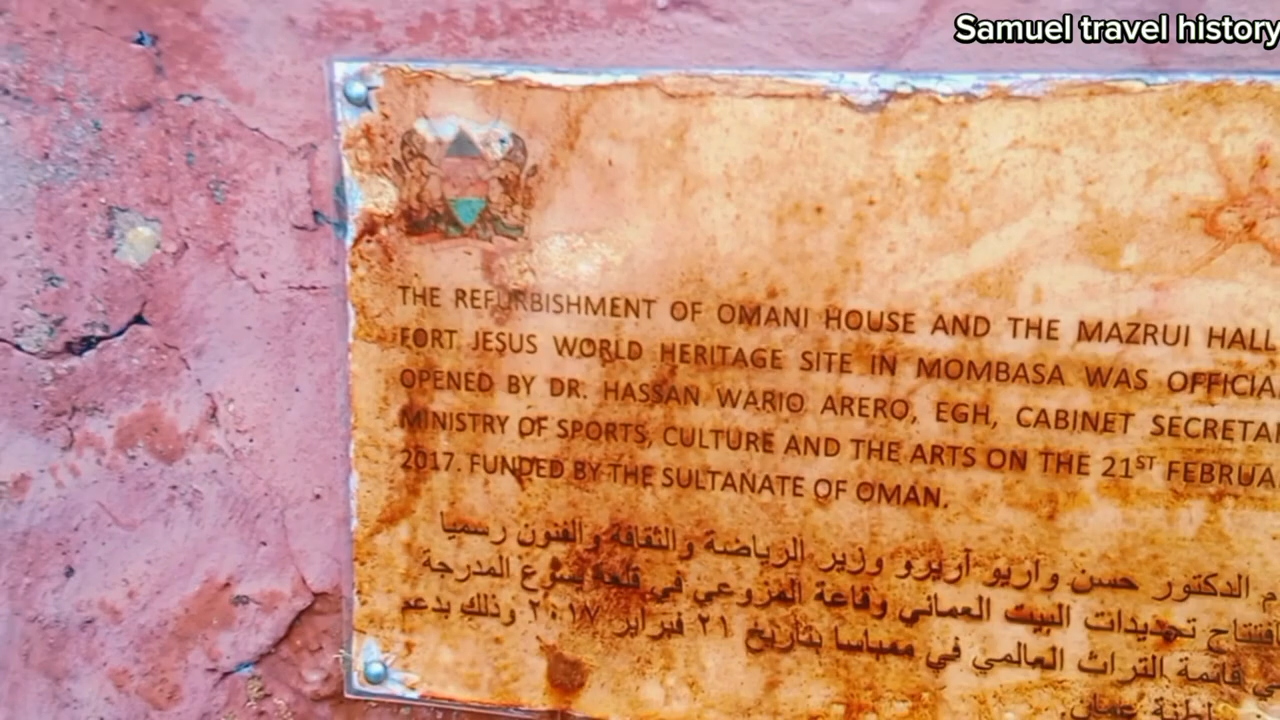 Samuel travel history
THE REFURBISHMENT OF OMANI HOUSE AND THE MAZRUI HALL
FORT JESUS WORLD HERITAGE SITE IN MOMBASA WAS OFFICIA
OPENED BY DR. HASSAN WARIO ARERO, EGH, CABINET SECRETAR
MINISTRY OF SPORTS, CULTURE AND THE ARTS ON THE 21ST FEBRUA
2017. FUNDED BY THE SULTANATE OF OMAN.
م الدكتور حسن واريو آريرو وزير الرياضة والثقافة والفنون رسميا
افتتاح تجديدات البيت العماني وقاعة المزروعي في قلعة يسوع المدرجة
قائمة التراث العالمي في ممباسا بتاريخ ٢١ فبراير ٢٠١٧ وذلك بدعم
عمان.